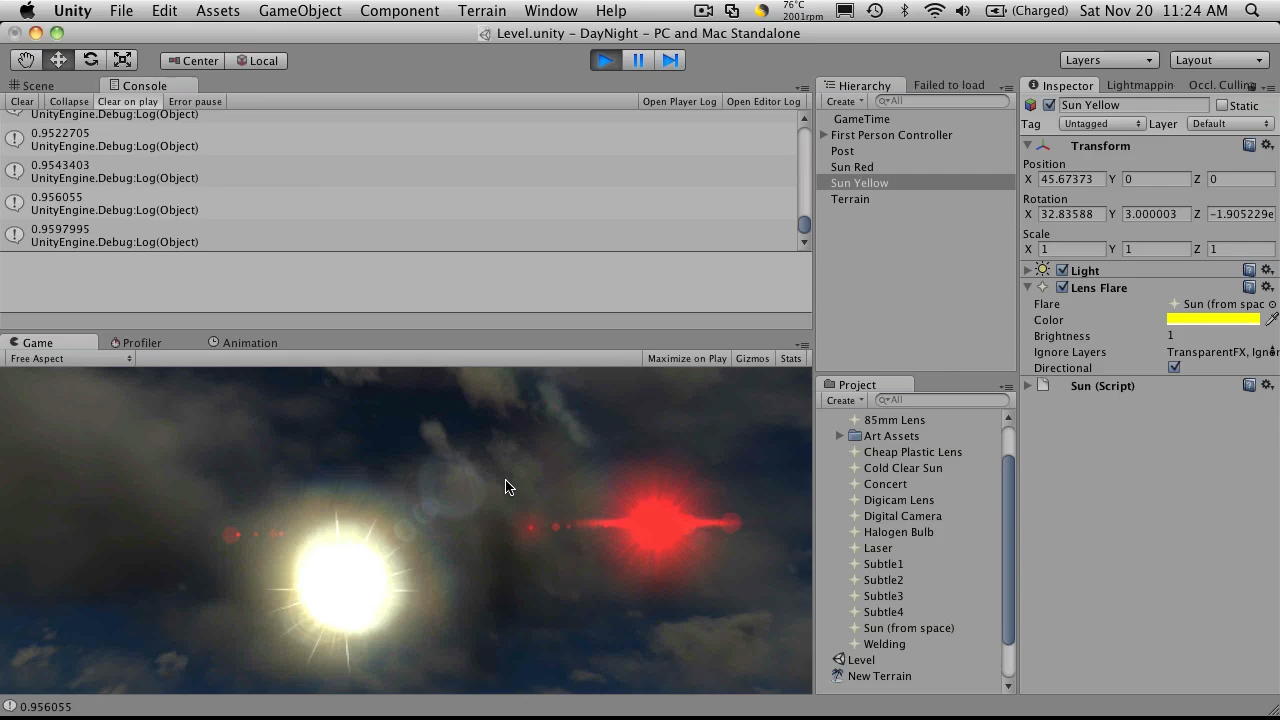 Unity File Edit Assets GameObject Component Terrain Window Help 76°C 2001rpm (Charged) Sat Nov 20 11:24 AM
Level.unity – DayNight – PC and Mac Standalone
Center Local Layers Layout
Scene Console
Clear Collapse Clear on play Error pause Open Player Log Open Editor Log
UnityEngine.Debug:Log(Object)
0.9522705
UnityEngine.Debug:Log(Object)
0.9543403
UnityEngine.Debug:Log(Object)
0.956055
UnityEngine.Debug:Log(Object)
0.9597995
UnityEngine.Debug:Log(Object)
Game Profiler Animation
Free Aspect Maximize on Play Gizmos Stats
0.956055
Hierarchy Failed to load
Create All
GameTime
First Person Controller
Post
Sun Red
Sun Yellow
Terrain
Project
Create All
85mm Lens
Art Assets
Cheap Plastic Lens
Cold Clear Sun
Concert
Digicam Lens
Digital Camera
Halogen Bulb
Laser
Subtle1
Subtle2
Subtle3
Subtle4
Sun (from space)
Welding
Level
New Terrain
Inspector Lightmappin Occl. Cullin
Sun Yellow Static
Tag Untagged Layer Default
Transform
Position
X 45.67373 Y 0 Z 0
Rotation
X 32.83588 Y 3.000003 Z -1.905229e
Scale
X 1 Y 1 Z 1
Light
Lens Flare
Flare Sun (from spac
Color
Brightness 1
Ignore Layers TransparentFX, Igno
Directional
Sun (Script)